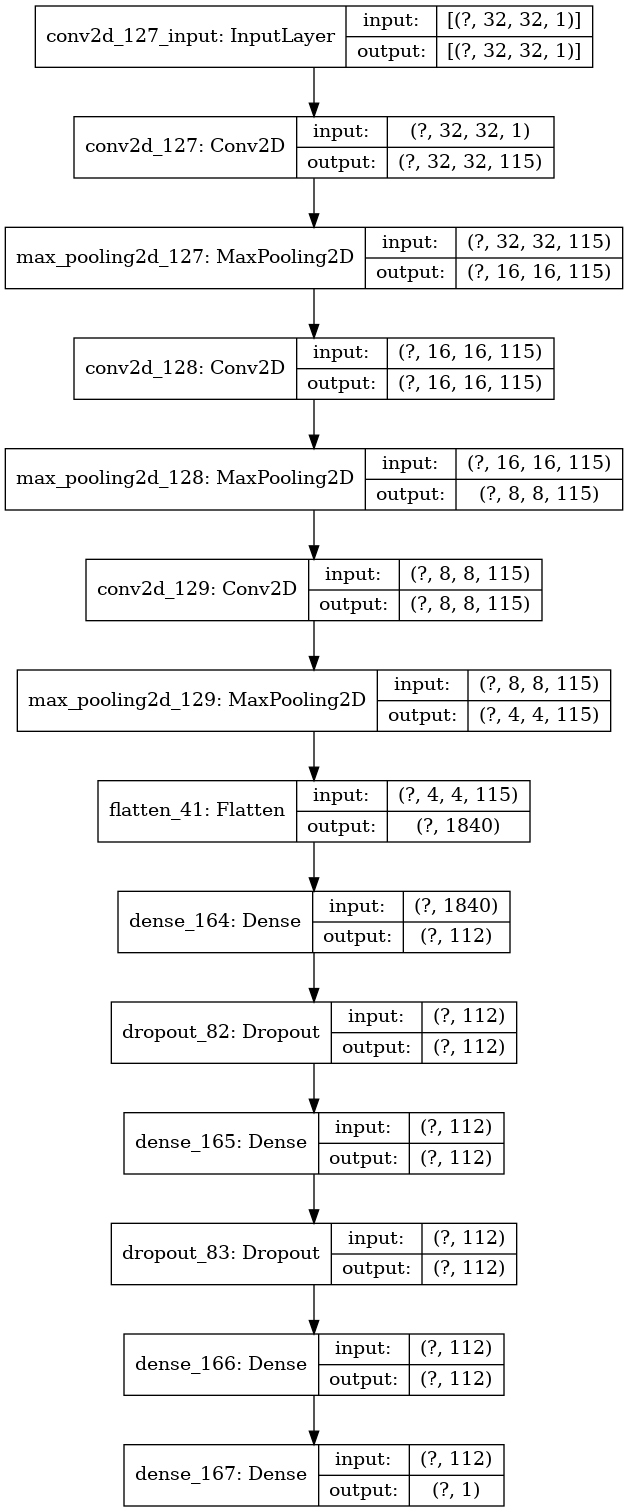 conv2d_127_input: InputLayer
input: [(?, 32, 32, 1)]
output: [(?, 32, 32, 1)]
conv2d_127: Conv2D
input: (?, 32, 32, 1)
output: (?, 32, 32, 115)
max_pooling2d_127: MaxPooling2D
input: (?, 32, 32, 115)
output: (?, 16, 16, 115)
conv2d_128: Conv2D
input: (?, 16, 16, 115)
output: (?, 16, 16, 115)
max_pooling2d_128: MaxPooling2D
input: (?, 16, 16, 115)
output: (?, 8, 8, 115)
conv2d_129: Conv2D
input: (?, 8, 8, 115)
output: (?, 8, 8, 115)
max_pooling2d_129: MaxPooling2D
input: (?, 8, 8, 115)
output: (?, 4, 4, 115)
flatten_41: Flatten
input: (?, 4, 4, 115)
output: (?, 1840)
dense_164: Dense
input: (?, 1840)
output: (?, 112)
dropout_82: Dropout
input: (?, 112)
output: (?, 112)
dense_165: Dense
input: (?, 112)
output: (?, 112)
dropout_83: Dropout
input: (?, 112)
output: (?, 112)
dense_166: Dense
input: (?, 112)
output: (?, 112)
dense_167: Dense
input: (?, 112)
output: (?, 1)